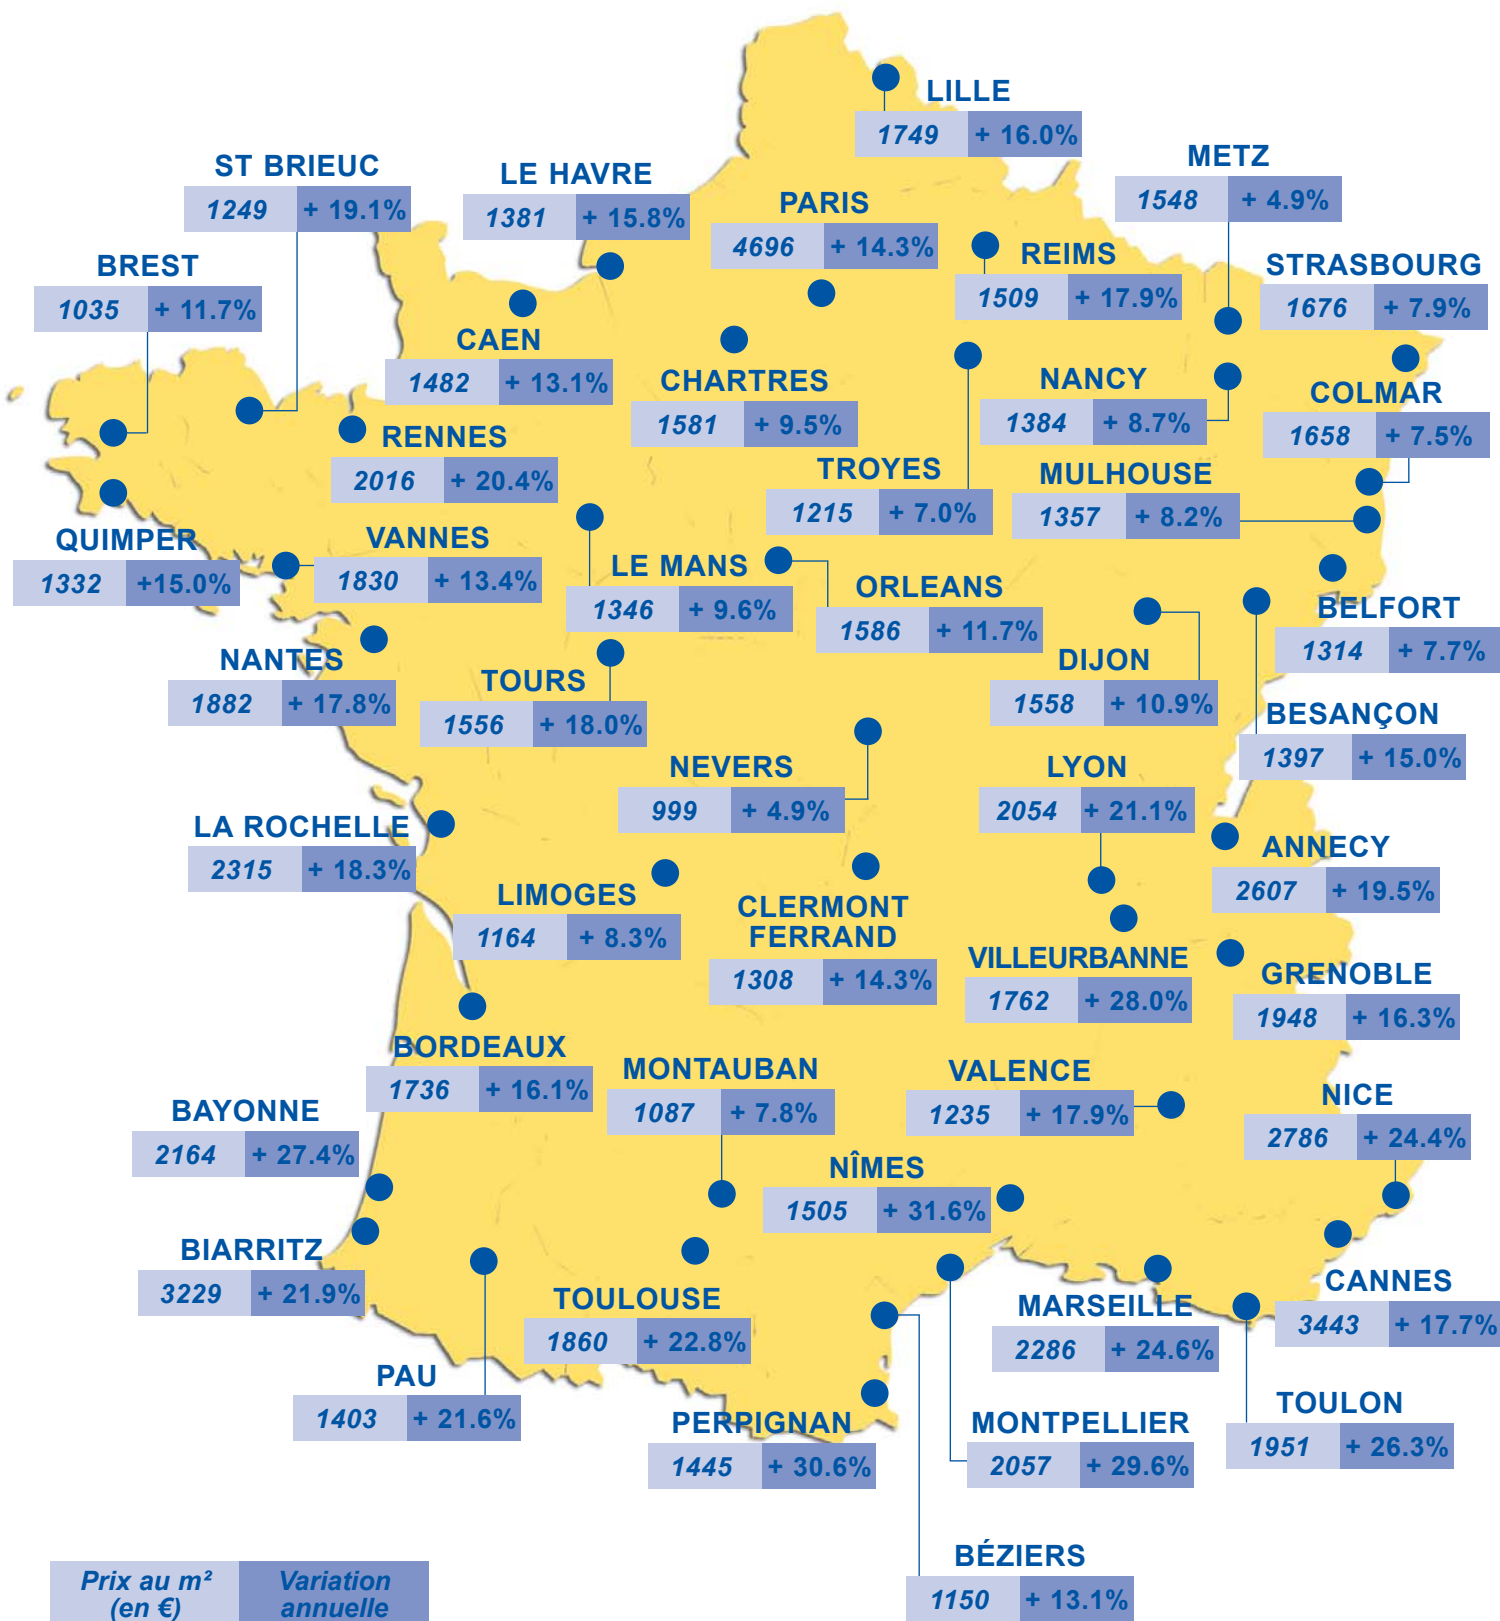 LILLE
1749 + 16.0%
METZ
1548 + 4.9%
ST BRIEUC
1249 + 19.1%
LE HAVRE
1381 + 15.8%
PARIS
4696 + 14.3%
REIMS
1509 + 17.9%
STRASBOURG
1676 + 7.9%
BREST
1035 + 11.7%
CAEN
1482 + 13.1%
CHARTRES
1581 + 9.5%
NANCY
1384 + 8.7%
COLMAR
1658 + 7.5%
RENNES
2016 + 20.4%
TROYES
1215 + 7.0%
MULHOUSE
1357 + 8.2%
QUIMPER
1332 +15.0%
VANNES
1830 + 13.4%
LE MANS
1346 + 9.6%
ORLEANS
1586 + 11.7%
BELFORT
1314 + 7.7%
NANTES
1882 + 17.8%
TOURS
1556 + 18.0%
DIJON
1558 + 10.9%
BESANÇON
1397 + 15.0%
NEVERS
999 + 4.9%
LYON
2054 + 21.1%
LA ROCHELLE
2315 + 18.3%
ANNECY
2607 + 19.5%
LIMOGES
1164 + 8.3%
CLERMONT
FERRAND
1308 + 14.3%
VILLEURBANNE
1762 + 28.0%
GRENOBLE
1948 + 16.3%
BORDEAUX
1736 + 16.1%
MONTAUBAN
1087 + 7.8%
VALENCE
1235 + 17.9%
NICE
2786 + 24.4%
BAYONNE
2164 + 27.4%
NÎMES
1505 + 31.6%
BIARRITZ
3229 + 21.9%
TOULOUSE
1860 + 22.8%
MARSEILLE
2286 + 24.6%
CANNES
3443 + 17.7%
PAU
1403 + 21.6%
PERPIGNAN
1445 + 30.6%
MONTPELLIER
2057 + 29.6%
TOULON
1951 + 26.3%
BÉZIERS
1150 + 13.1%
Prix au m² Variation
(en €) annuelle